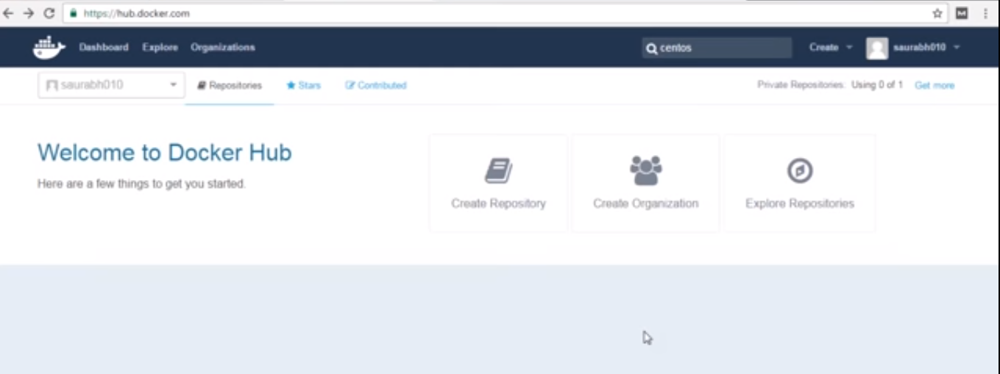 https://hub.docker.com
Dashboard Explore Organizations centos Create saurabh010
saurabh010 Repositories Stars Contributed Private Repositories: Using 0 of 1 Get more
Welcome to Docker Hub
Here are a few things to get you started.
Create Repository Create Organization Explore Repositories